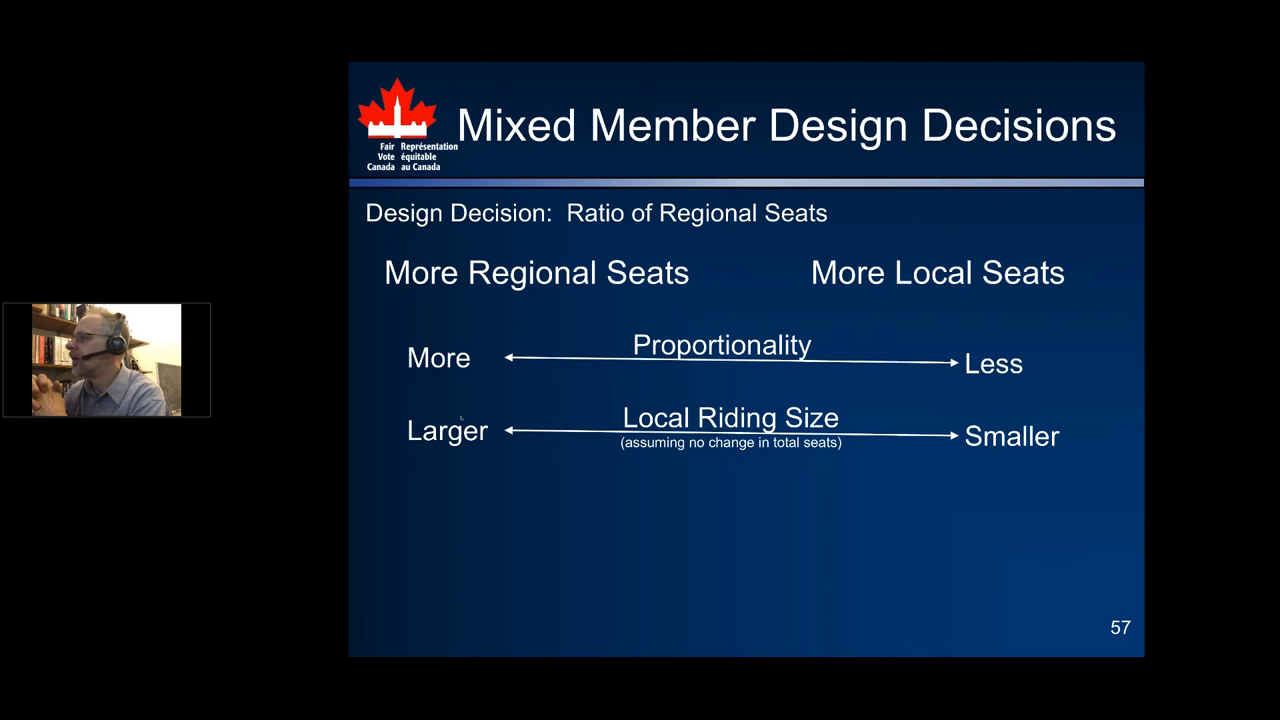 Mixed Member Design Decisions
Fair Représentation
Vote équitable
Canada au Canada
Design Decision: Ratio of Regional Seats
More Regional Seats More Local Seats
Proportionality
More Less
Local Riding Size
Larger Smaller
(assuming no change in total seats)
57